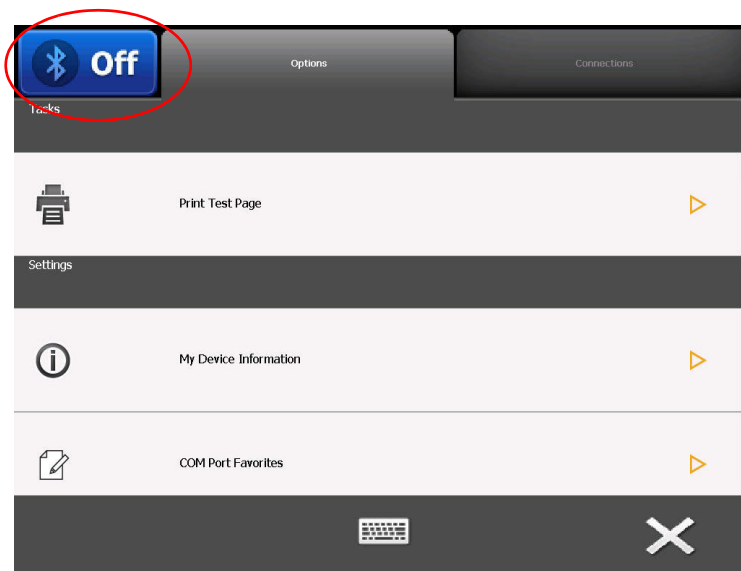 Off
Options
Connections
Tasks
Print Test Page
Settings
My Device Information
COM Port Favorites